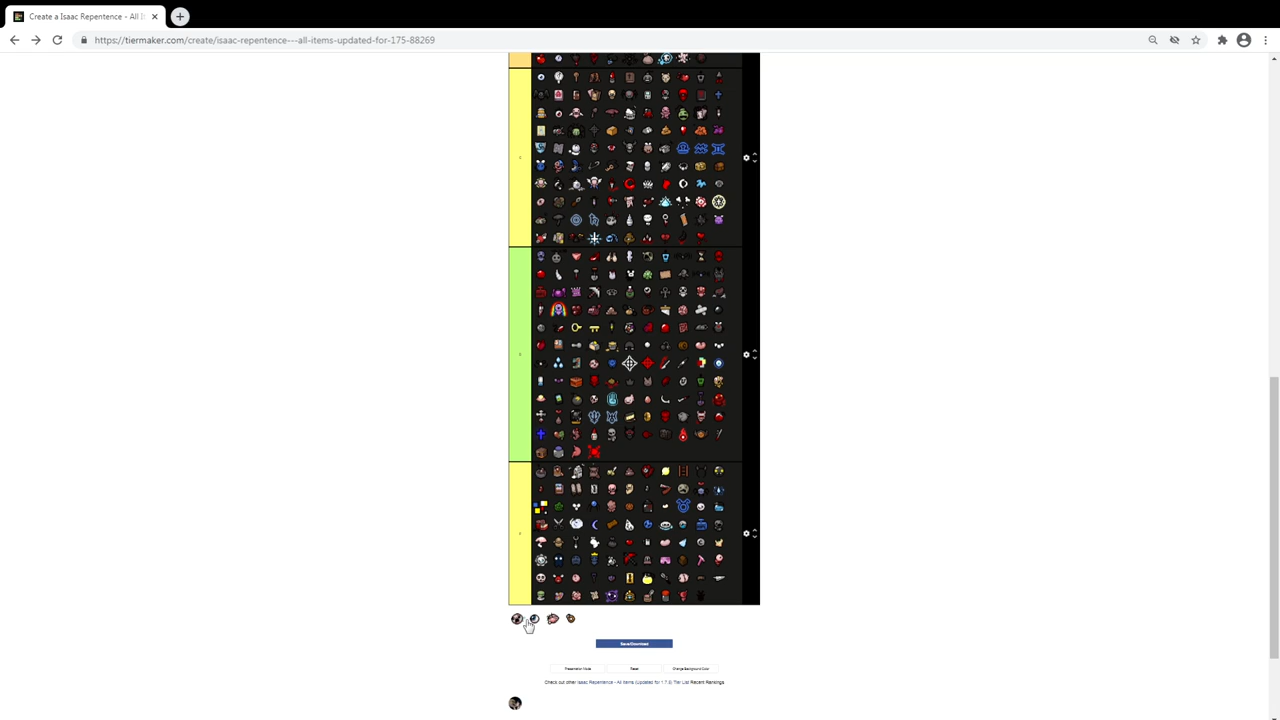 Create a Isaac Repentence - All I
https://tiermaker.com/create/isaac-repentence---all-items-updated-for-175-88269
C
D
F
Save/Download
Presentation Mode
Reset
Change Background Color
Check out other Isaac Repentence - All Items (Updated for 1.7.5) Tier List Recent Rankings